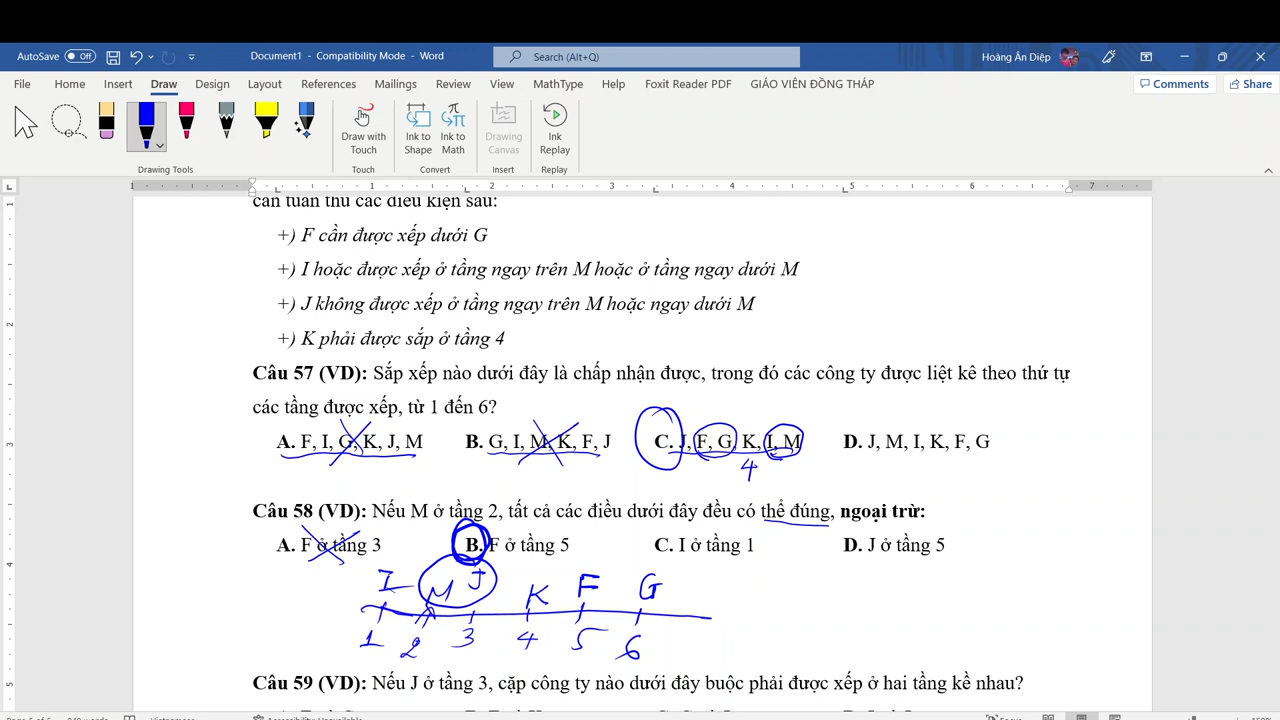 AutoSave Off Document1 - Compatibility Mode - Word Search (Alt+Q) Hoàng Ân Diệp
File Home Insert Draw Design Layout References Mailings Review View MathType Help Foxit Reader PDF GIÁO VIÊN ĐỒNG THÁP Comments Share
Draw with Touch Ink to Shape Ink to Math Drawing Canvas Ink Replay
Drawing Tools Touch Convert Insert Replay
1 1 2 3 4 5 6 7
cần tuân thủ các điều kiện sau:
+) F cần được xếp dưới G
+) I hoặc được xếp ở tầng ngay trên M hoặc ở tầng ngay dưới M
+) J không được xếp ở tầng ngay trên M hoặc ngay dưới M
+) K phải được sắp ở tầng 4
Câu 57 (VD): Sắp xếp nào dưới đây là chấp nhận được, trong đó các công ty được liệt kê theo thứ tự
các tầng được xếp, từ 1 đến 6?
A. F, I, G, K, J, M B. G, I, M, K, F, J C. J, F, G, K, I, M D. J, M, I, K, F, G
4
Câu 58 (VD): Nếu M ở tầng 2, tất cả các điều dưới đây đều có thể đúng, ngoại trừ:
A. F ở tầng 3 B. F ở tầng 5 C. I ở tầng 1 D. J ở tầng 5
I M J K F G
1 2 3 4 5 6
Câu 59 (VD): Nếu J ở tầng 3, cặp công ty nào dưới đây buộc phải được xếp ở hai tầng kề nhau?